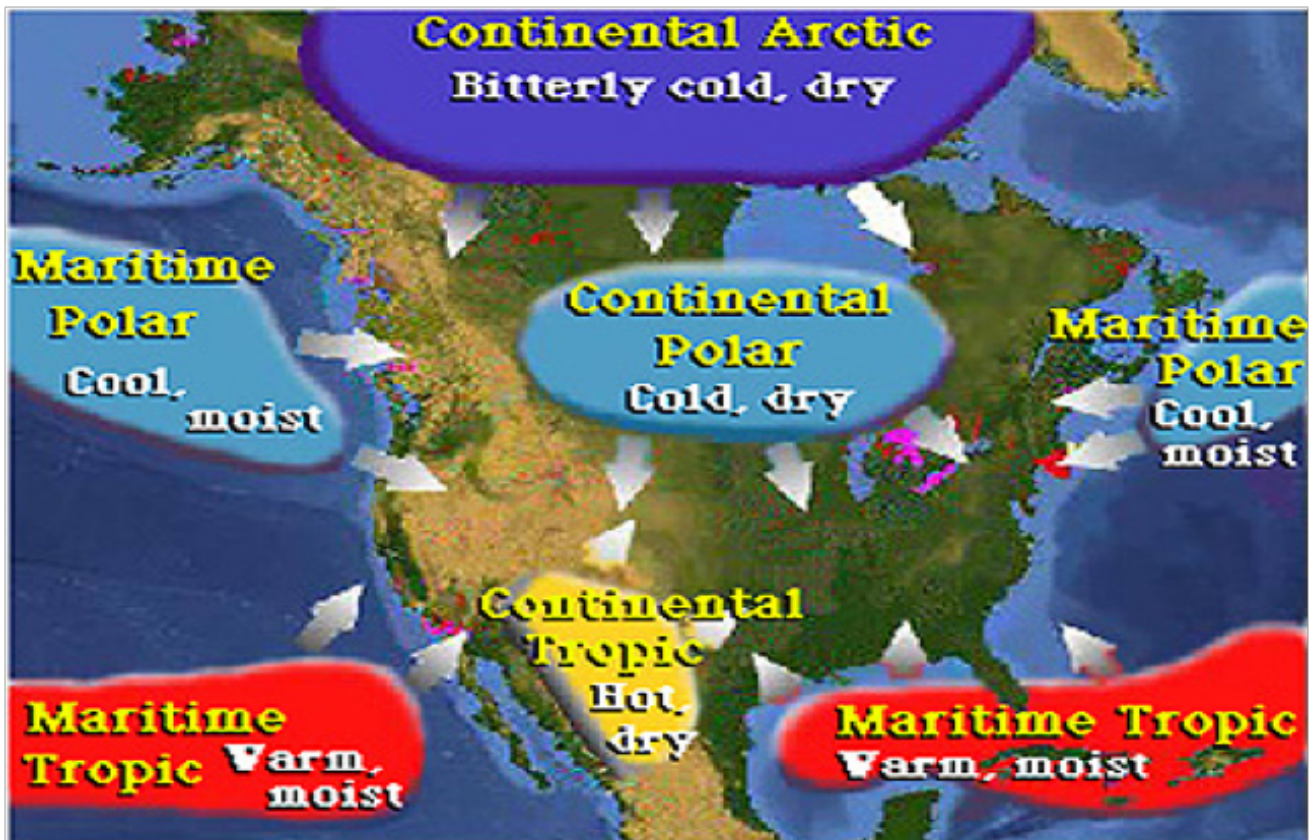 Continental Arctic
Bitterly cold, dry
Maritime
Polar
Cool,
moist
Continental
Polar
Cold, dry
Maritime
Polar
Cool,
moist
Continental
Tropic
Hot,
dry
Maritime
Tropic
Warm,
moist
Maritime Tropic
Warm, moist